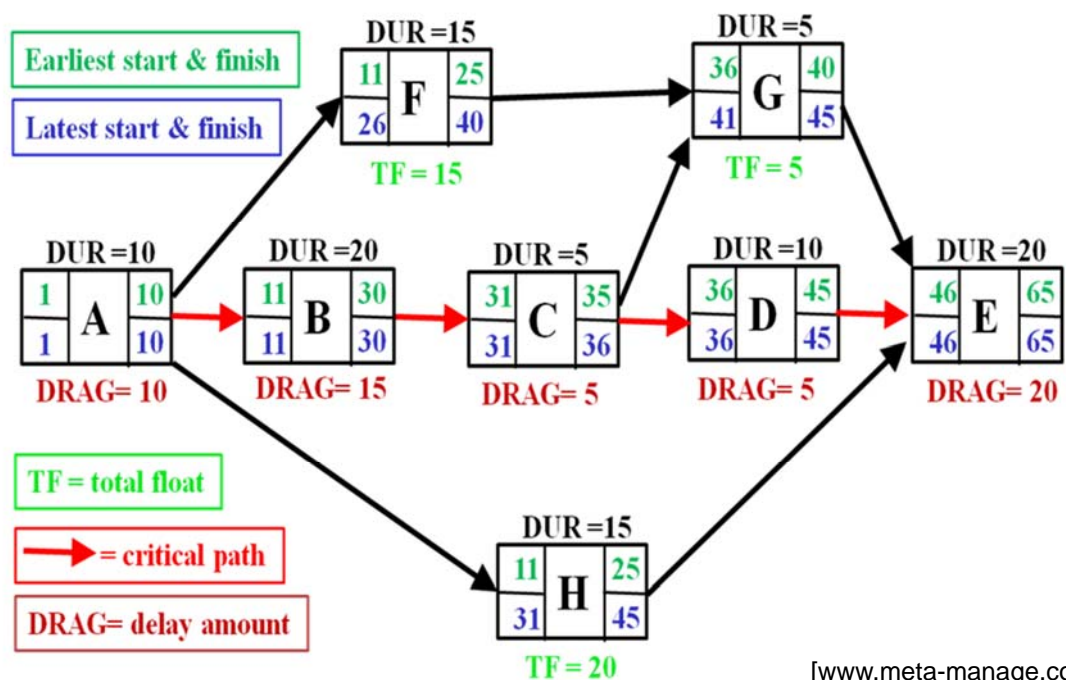 Earliest start & finish
Latest start & finish
DUR =15
11 F 25
26 40
TF = 15
DUR =5
36 G 40
41 45
TF = 5
DUR =10
1 A 10
1 10
DRAG= 10
DUR =20
11 B 30
11 30
DRAG= 15
DUR =5
31 C 35
31 36
DRAG= 5
DUR =10
36 D 45
36 45
DRAG= 5
DUR =20
46 E 65
46 65
DRAG= 20
TF = total float
= critical path
DRAG= delay amount
DUR =15
11 H 25
31 45
TF = 20
[www.meta-manage.co